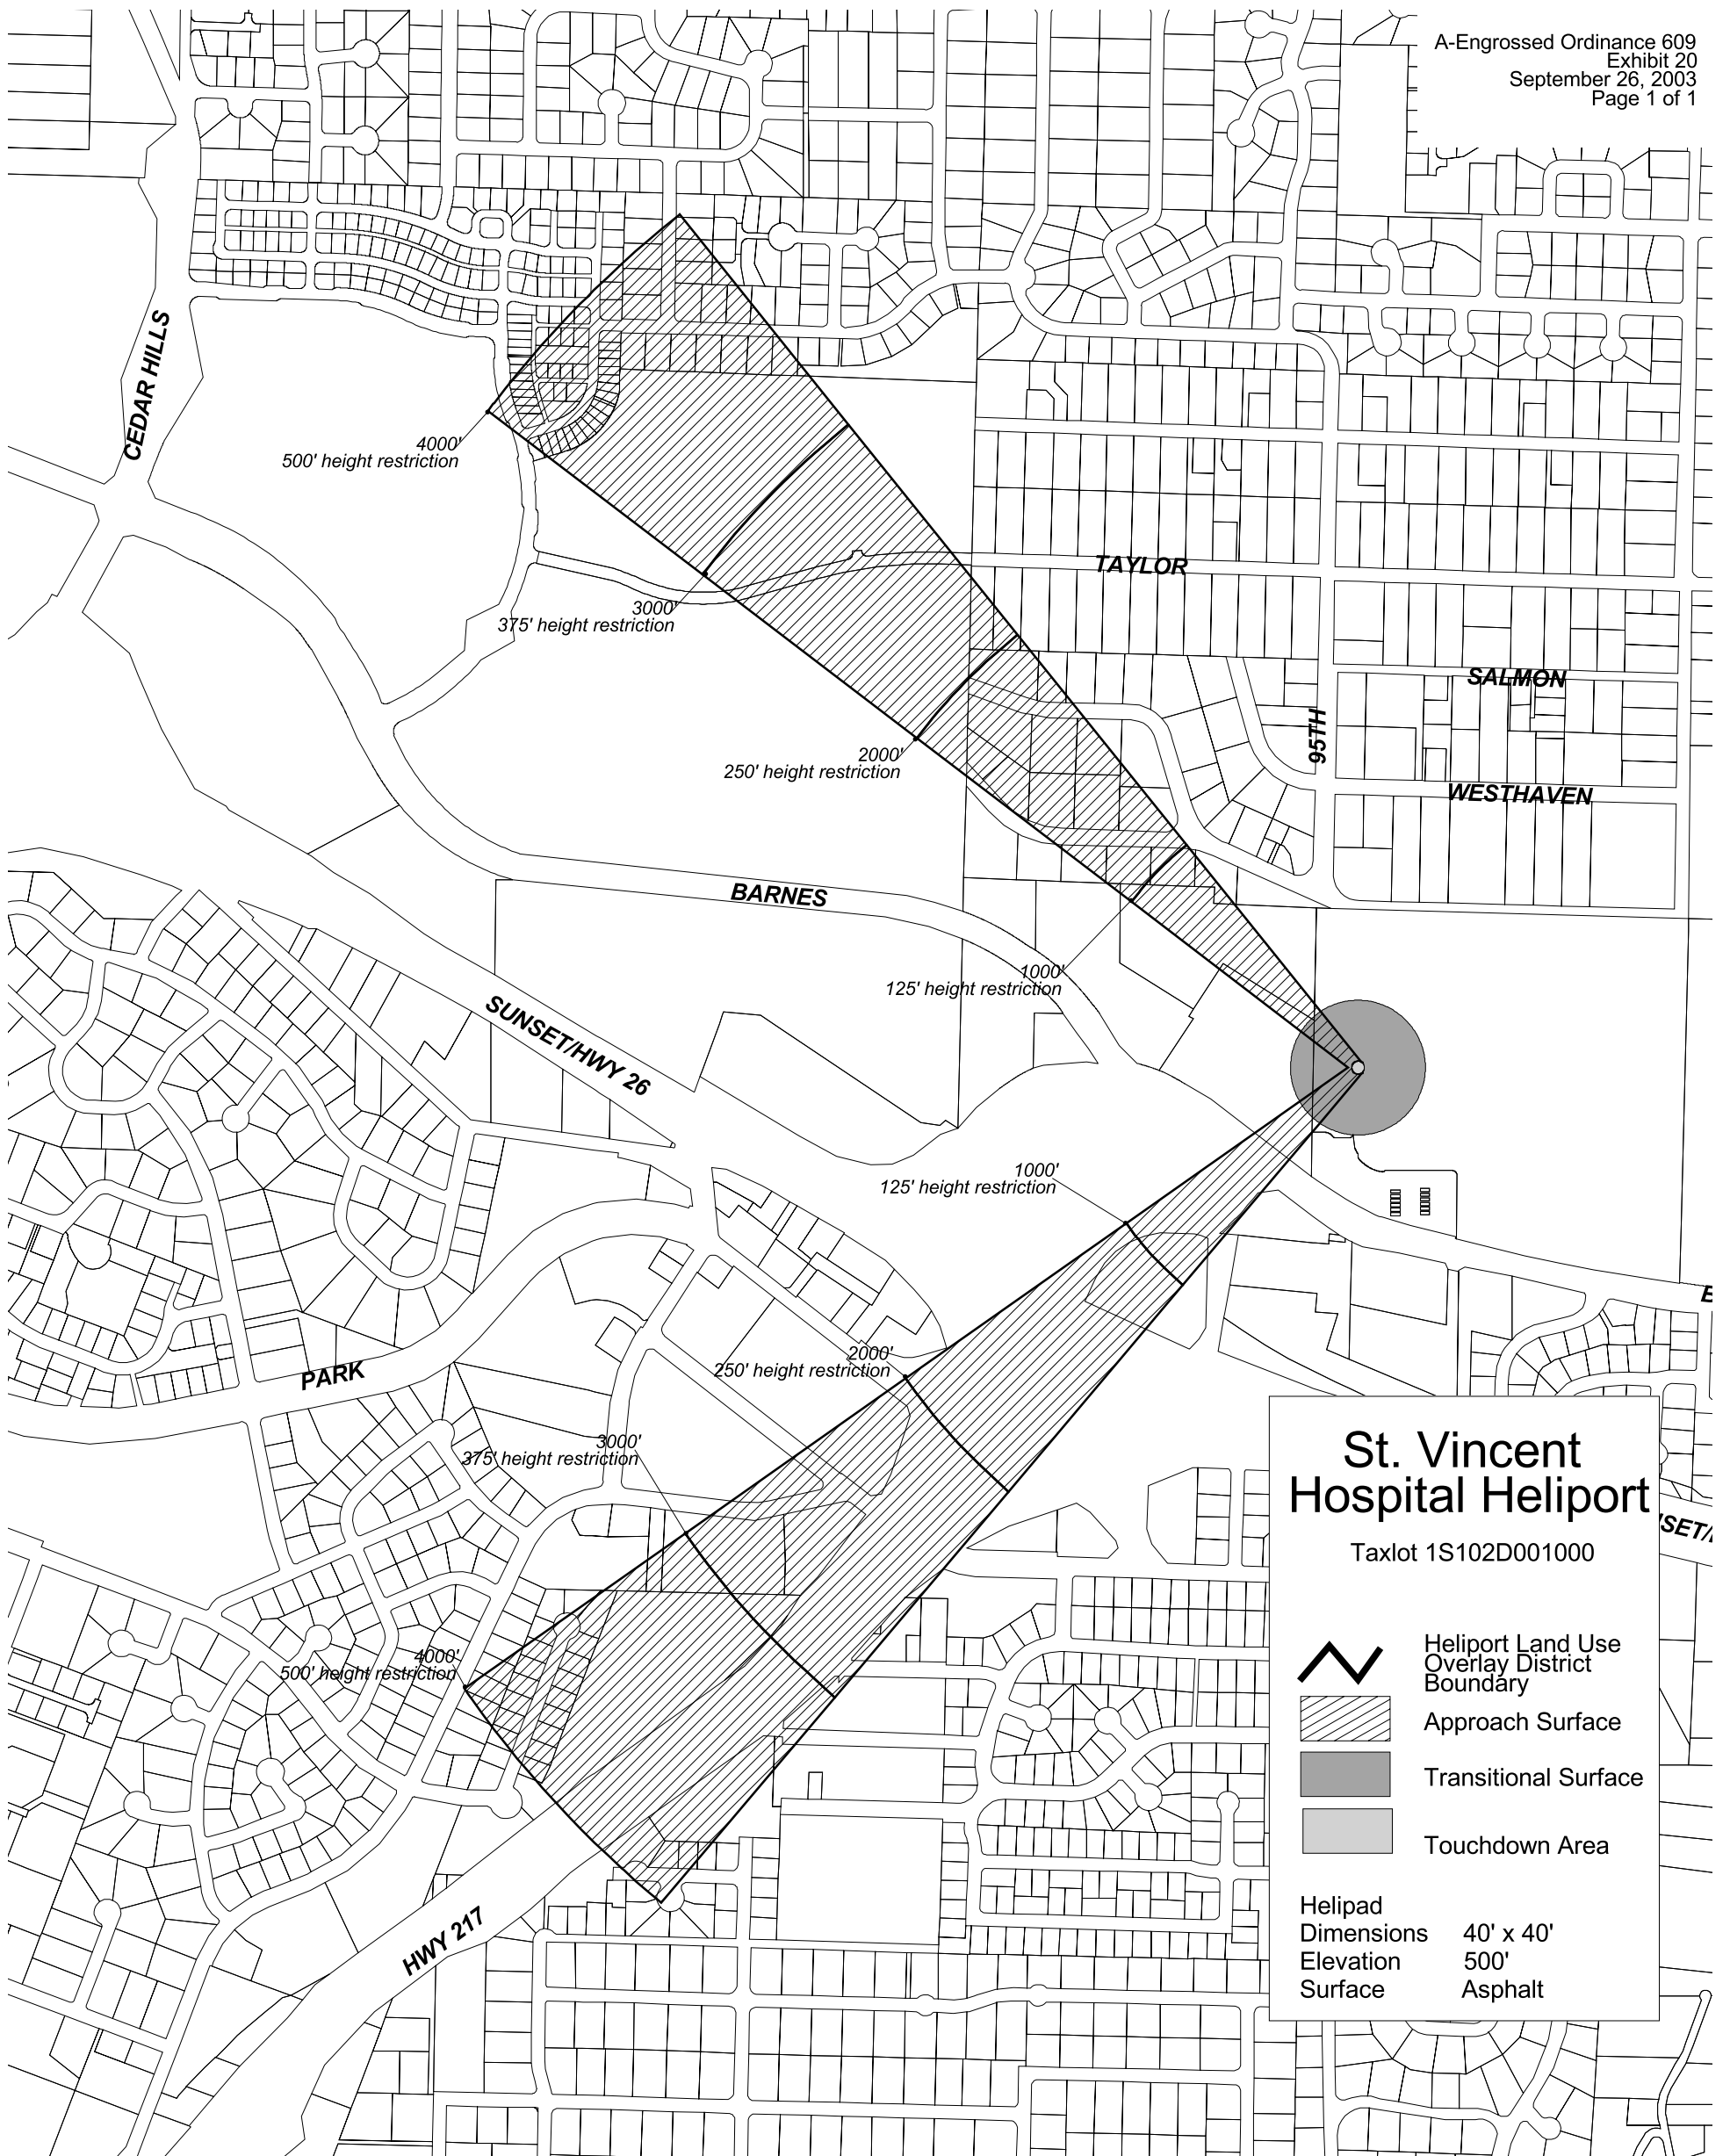 A-Engrossed Ordinance 609
Exhibit 20
September 26, 2003
Page 1 of 1
CEDAR HILLS
4000'
500' height restriction
TAYLOR
3000'
375' height restriction
SALMON
95TH
2000'
250' height restriction
WESTHAVEN
BARNES
1000'
125' height restriction
SUNSET/HWY 26
1000'
125' height restriction
PARK
2000'
250' height restriction
3000'
375' height restriction
4000'
500' height restriction
HWY 217
St. Vincent
Hospital Heliport
Taxlot 1S102D001000
Heliport Land Use
Overlay District
Boundary
Approach Surface
Transitional Surface
Touchdown Area
Helipad
Dimensions 40' x 40'
Elevation 500'
Surface Asphalt